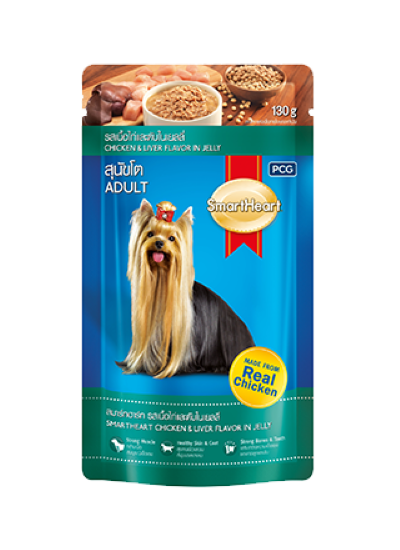 130 g
รสเนื้อไก่และตับในเยลลี่
CHICKEN & LIVER FLAVOR IN JELLY
สุนัขโต
ADULT
PCG
SmartHeart
MADE FROM
Real
Chicken
สมาร์ทฮาร์ท รสเนื้อไก่และตับในเยลลี่
SMARTHEART CHICKEN & LIVER FLAVOR IN JELLY
Strong Muscle
Healthy Skin & Coat
Strong Bones & Teeth